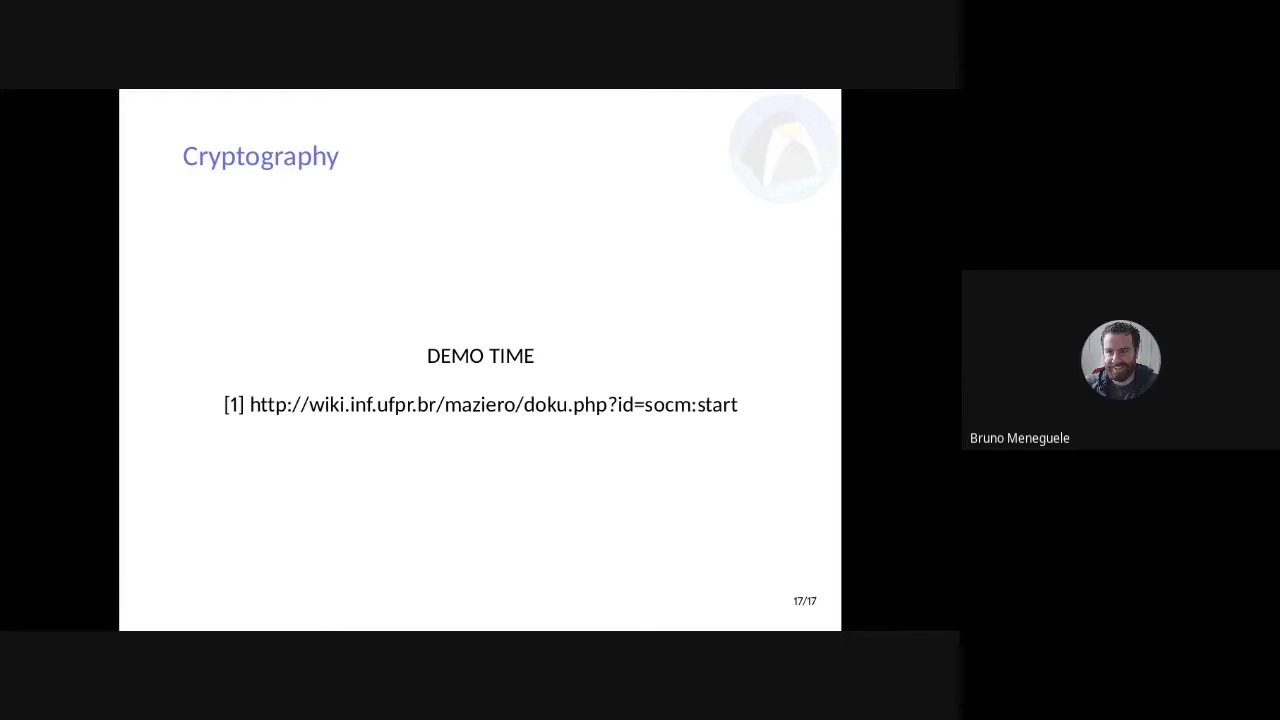 Cryptography
DEMO TIME
[1] http://wiki.inf.ufpr.br/maziero/doku.php?id=socm:start
17/17
Bruno Meneguele